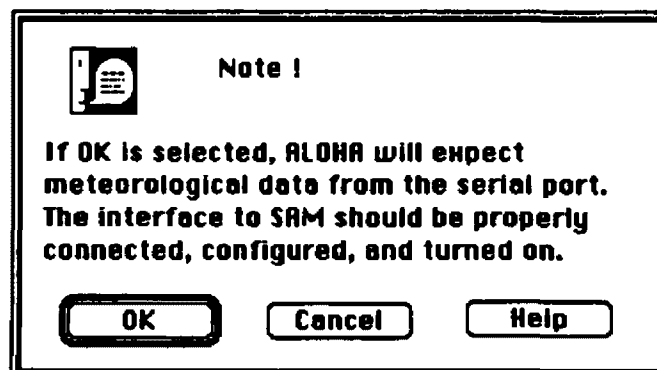 Note !
If OK is selected, ALOHA will expect
meteorological data from the serial port.
The interface to SAM should be properly
connected, configured, and turned on.
OK Cancel Help